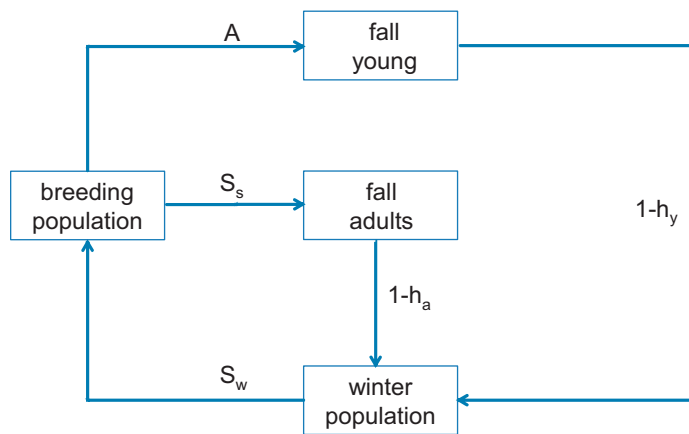 A
fall
young
breeding
population
S_s
fall
adults
1-h_y
1-h_a
S_w
winter
population